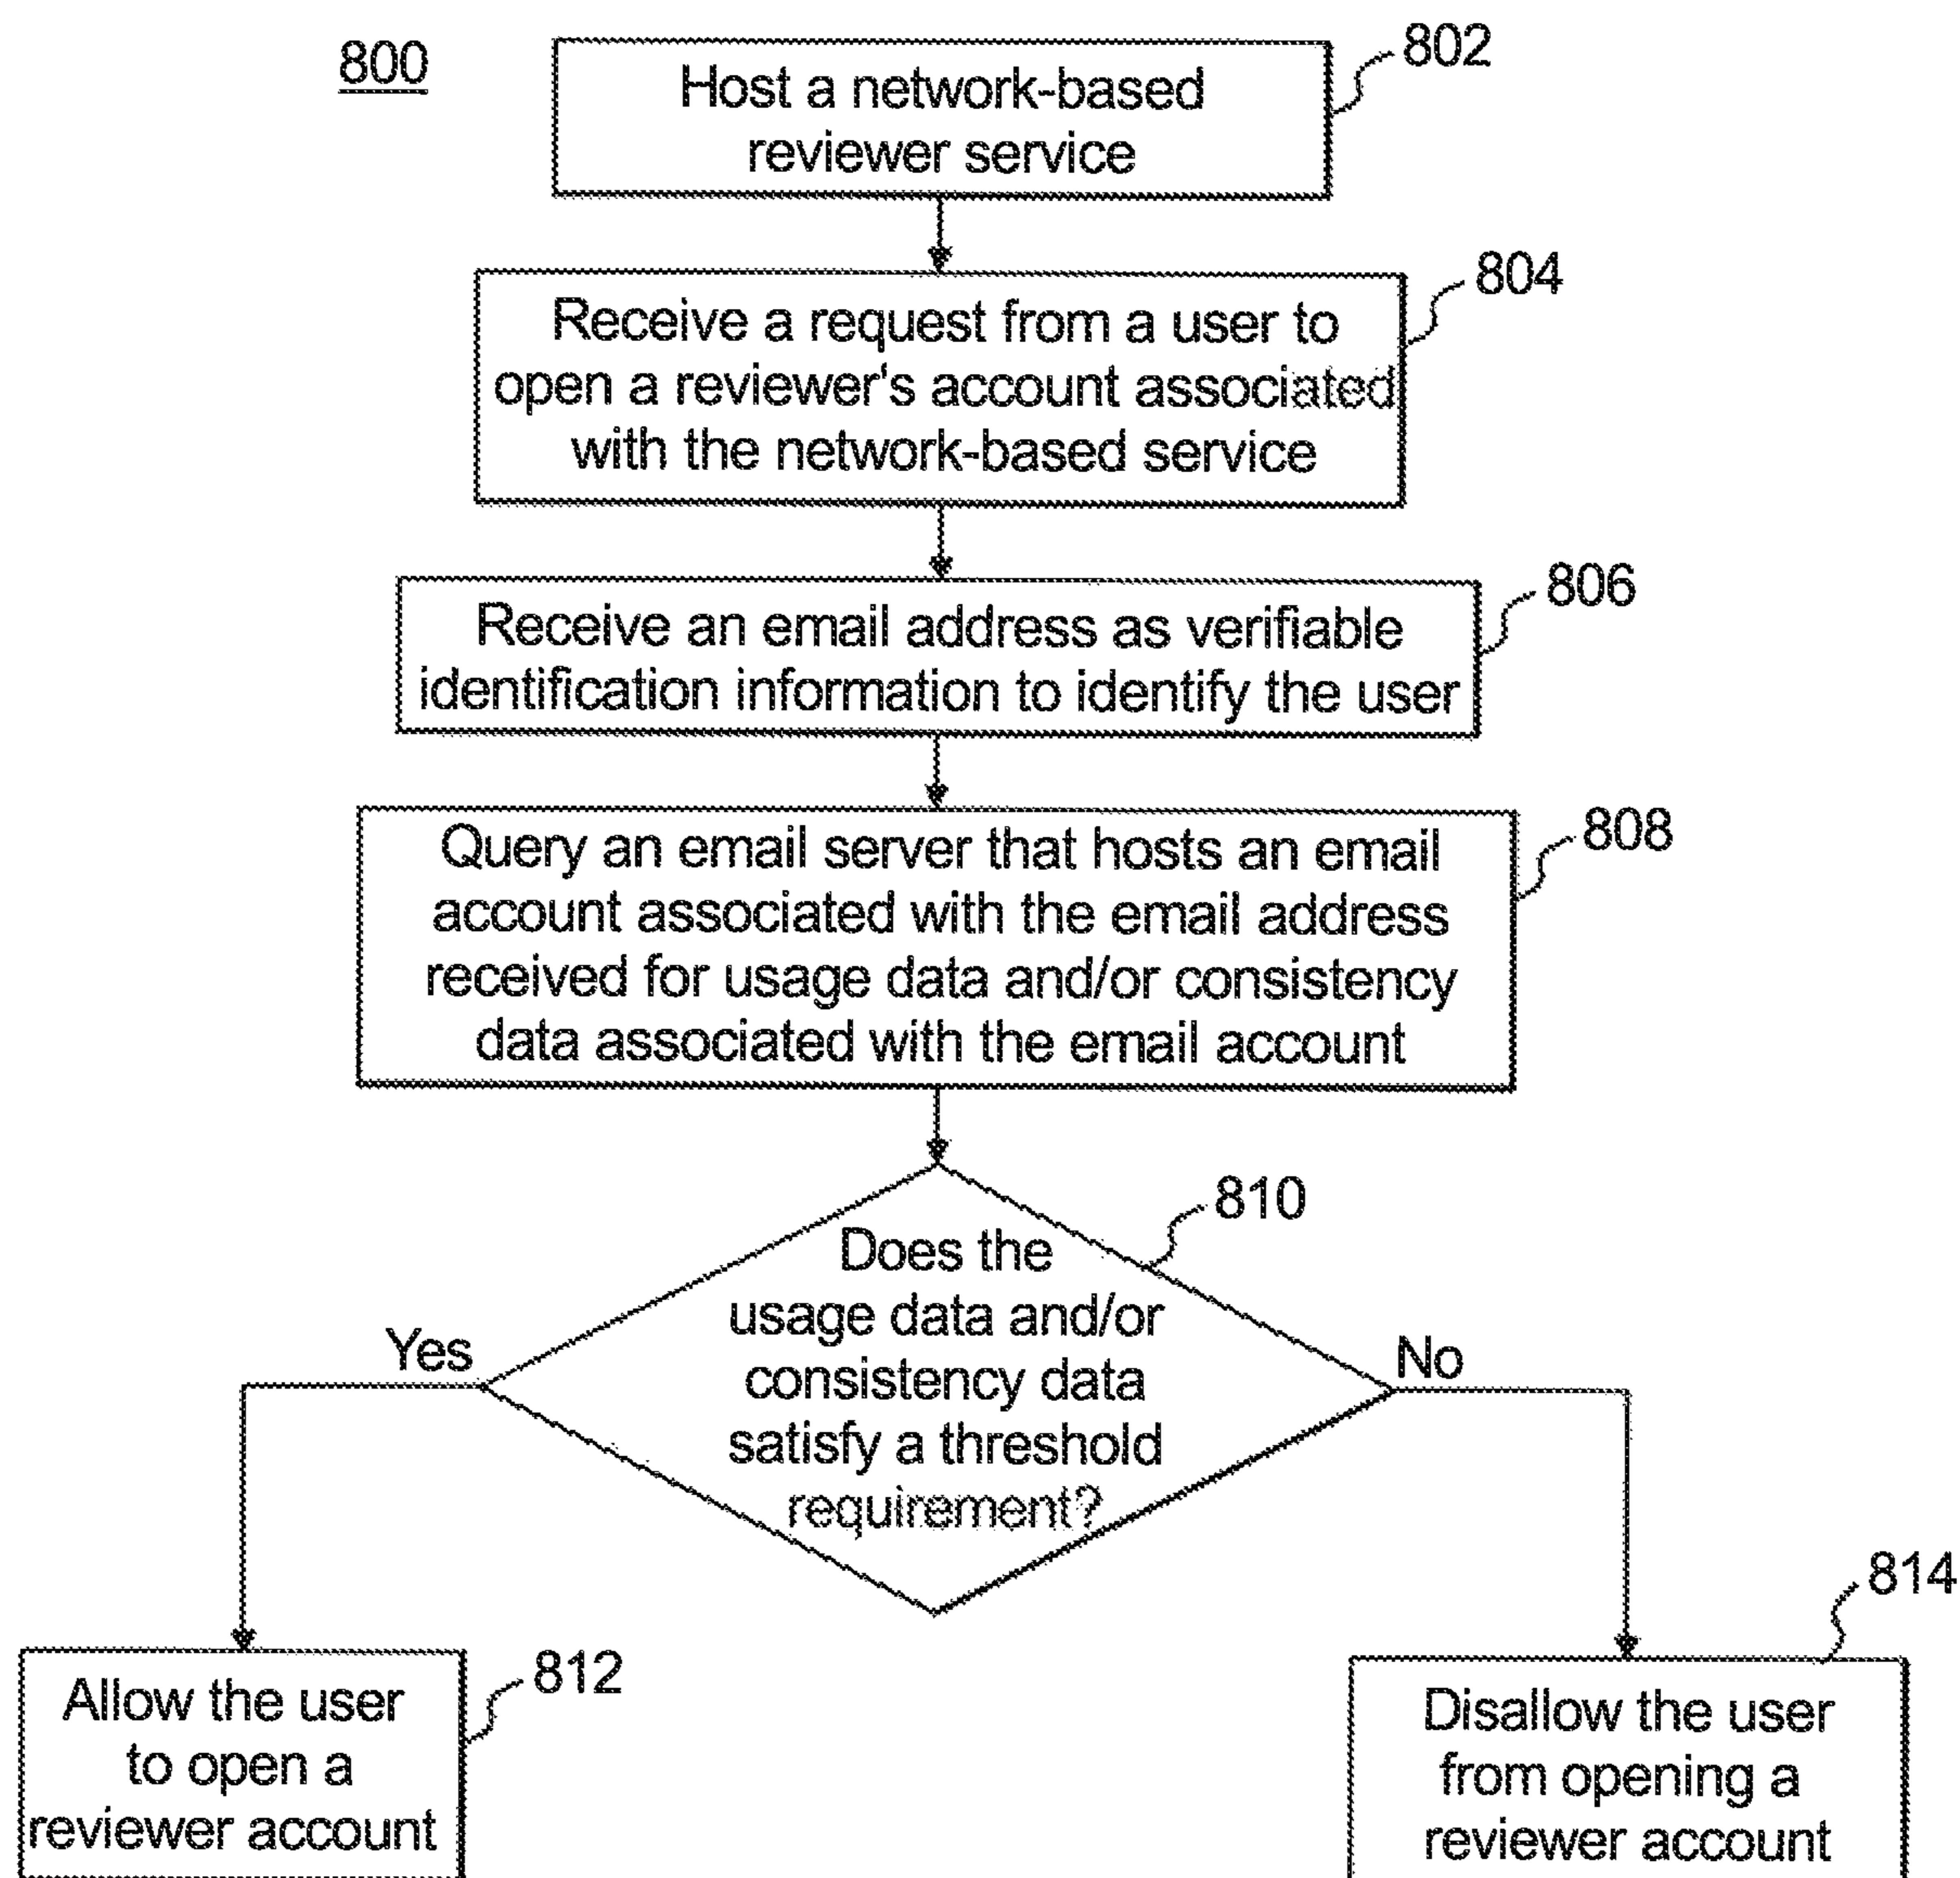 800
802
Host a network-based
reviewer service
804
Receive a request from a user to
open a reviewer's account associated
with the network-based service
806
Receive an email address as verifiable
identification information to identify the user
808
Query an email server that hosts an email
account associated with the email address
received for usage data and/or consistency
data associated with the email account
810
Does the
usage data and/or
consistency data
satisfy a threshold
requirement?
Yes
No
812
Allow the user
to open a
reviewer account
814
Disallow the user
from opening a
reviewer account